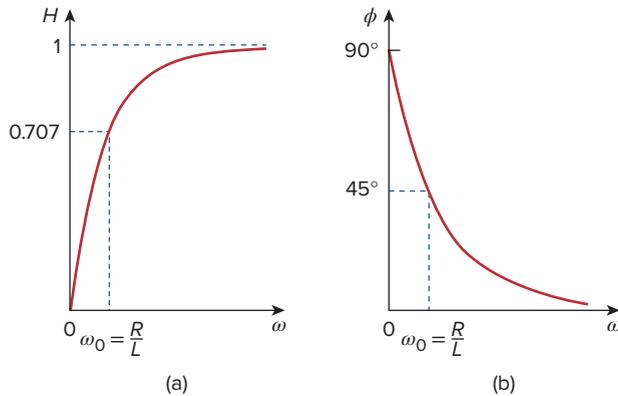 H
1
0.707
0
ω₀ = R/L
ω
(a)
ϕ
90°
45°
0
ω₀ = R/L
ω
(b)